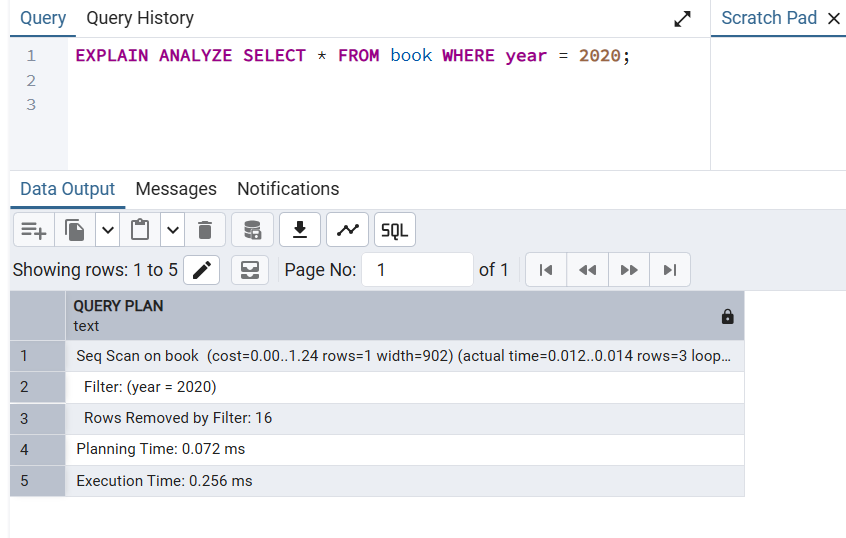 Query Query History Scratch Pad
1 EXPLAIN ANALYZE SELECT * FROM book WHERE year = 2020;
2
3
Data Output Messages Notifications
SQL
Showing rows: 1 to 5 Page No: 1 of 1
QUERY PLAN
text
1 Seq Scan on book (cost=0.00..1.24 rows=1 width=902) (actual time=0.012..0.014 rows=3 loop...
2 Filter: (year = 2020)
3 Rows Removed by Filter: 16
4 Planning Time: 0.072 ms
5 Execution Time: 0.256 ms